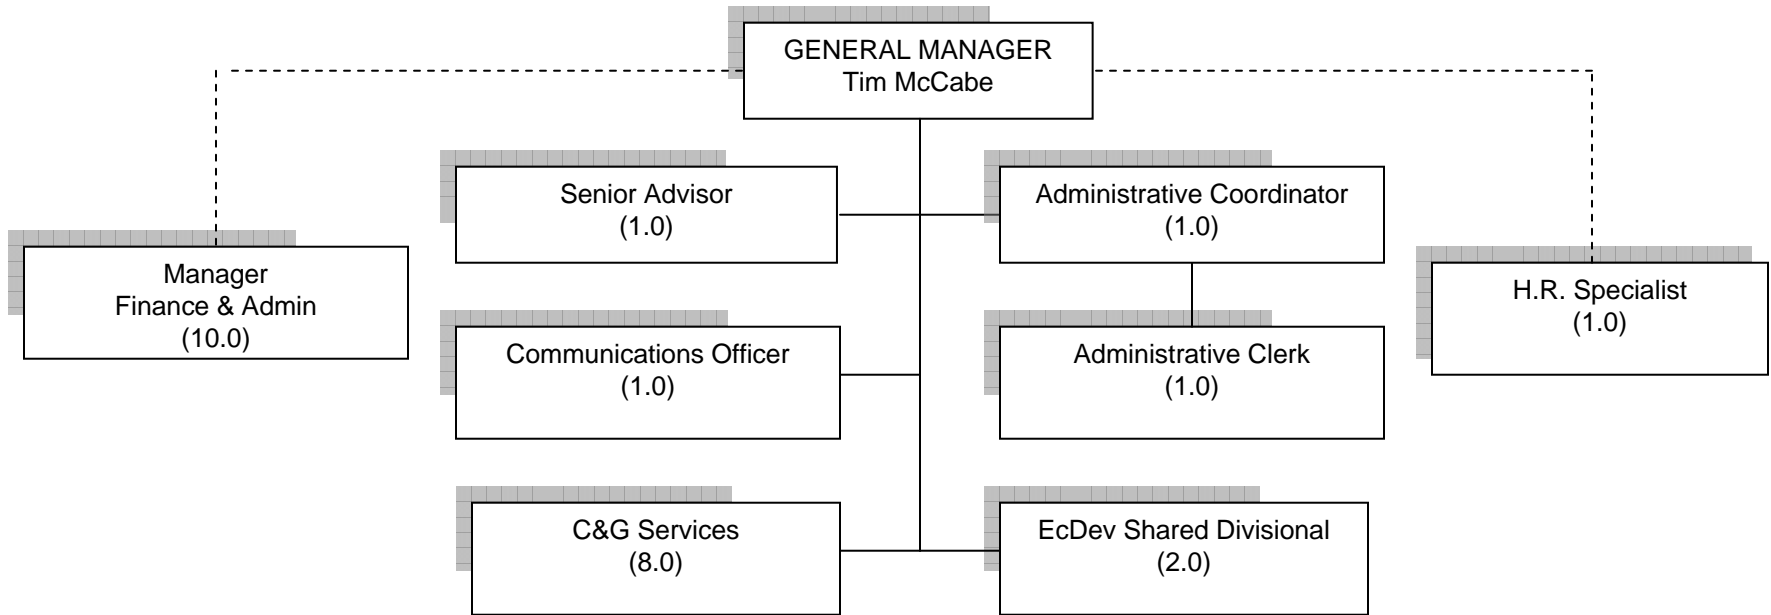 GENERAL MANAGER
Tim McCabe
Senior Advisor
(1.0)
Administrative Coordinator
(1.0)
Manager
Finance & Admin
(10.0)
H.R. Specialist
(1.0)
Communications Officer
(1.0)
Administrative Clerk
(1.0)
C&G Services
(8.0)
EcDev Shared Divisional
(2.0)